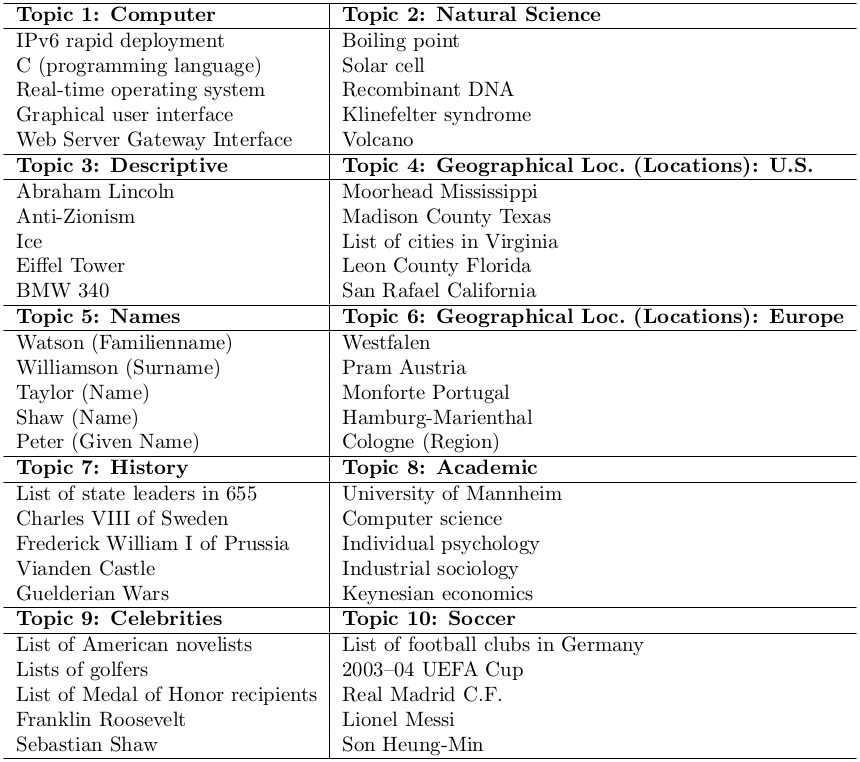 Topic 1: Computer
IPv6 rapid deployment
C (programming language)
Real-time operating system
Graphical user interface
Web Server Gateway Interface
Topic 2: Natural Science
Boiling point
Solar cell
Recombinant DNA
Klinefelter syndrome
Volcano
Topic 3: Descriptive
Abraham Lincoln
Anti-Zionism
Ice
Eiffel Tower
BMW 340
Topic 4: Geographical Loc. (Locations): U.S.
Moorhead Mississippi
Madison County Texas
List of cities in Virginia
Leon County Florida
San Rafael California
Topic 5: Names
Watson (Familienname)
Williamson (Surname)
Taylor (Name)
Shaw (Name)
Peter (Given Name)
Topic 6: Geographical Loc. (Locations): Europe
Westfalen
Pram Austria
Monforte Portugal
Hamburg-Marienthal
Cologne (Region)
Topic 7: History
List of state leaders in 655
Charles VIII of Sweden
Frederick William I of Prussia
Vianden Castle
Guelderian Wars
Topic 8: Academic
University of Mannheim
Computer science
Individual psychology
Industrial sociology
Keynesian economics
Topic 9: Celebrities
List of American novelists
Lists of golfers
List of Medal of Honor recipients
Franklin Roosevelt
Sebastian Shaw
Topic 10: Soccer
List of football clubs in Germany
2003–04 UEFA Cup
Real Madrid C.F.
Lionel Messi
Son Heung-Min